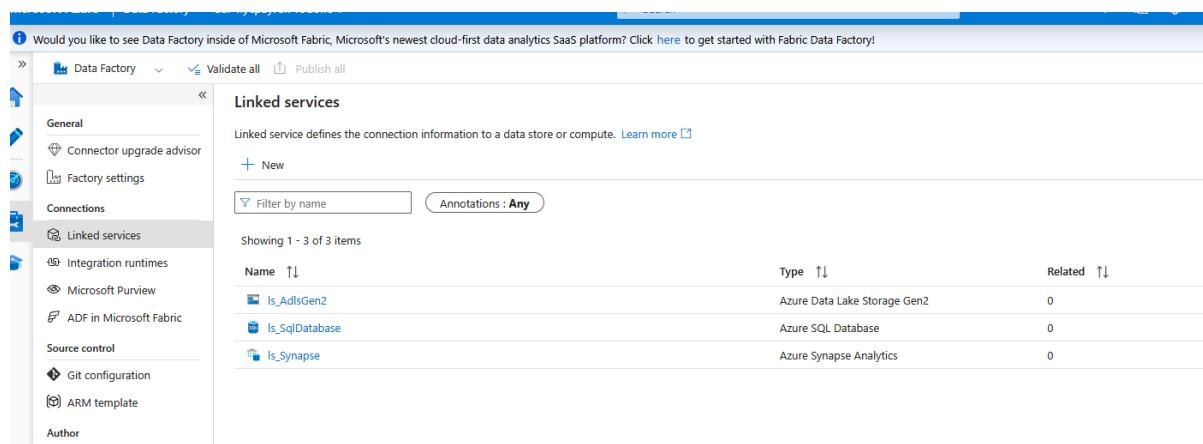 Would you like to see Data Factory inside of Microsoft Fabric, Microsoft's newest cloud-first data analytics SaaS platform? Click here to get started with Fabric Data Factory!
Data Factory
Validate all
Publish all
General
Connector upgrade advisor
Factory settings
Connections
Linked services
Integration runtimes
Microsoft Purview
ADF in Microsoft Fabric
Source control
Git configuration
ARM template
Author
Linked services
Linked service defines the connection information to a data store or compute. Learn more
New
Filter by name
Annotations : Any
Showing 1 - 3 of 3 items
Name Type Related
ls_AdlsGen2 Azure Data Lake Storage Gen2 0
ls_SqlDatabase Azure SQL Database 0
ls_Synapse Azure Synapse Analytics 0